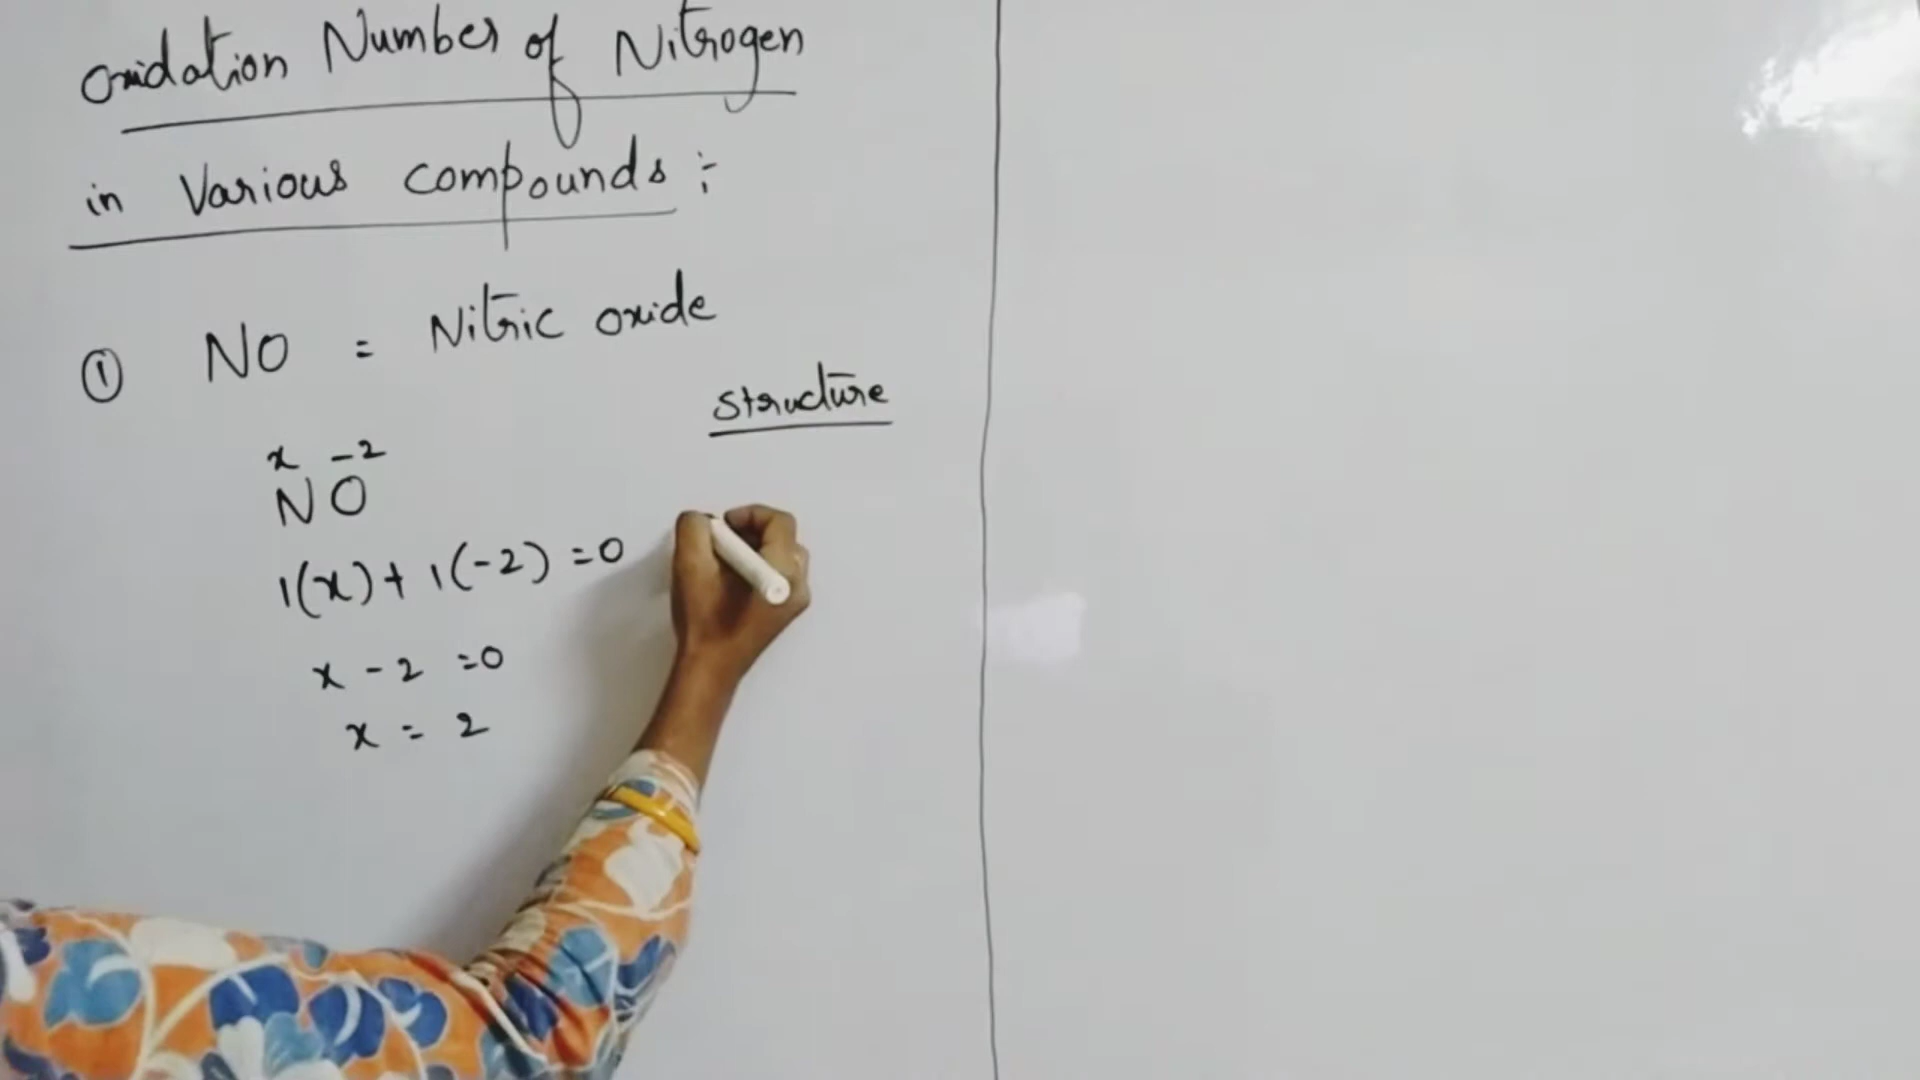 Oxidation Number of Nitrogen
in Various compounds :-
① NO = Nitric oxide
structure
x -2
N O
1(x) + 1(-2) = 0
x - 2 = 0
x = 2